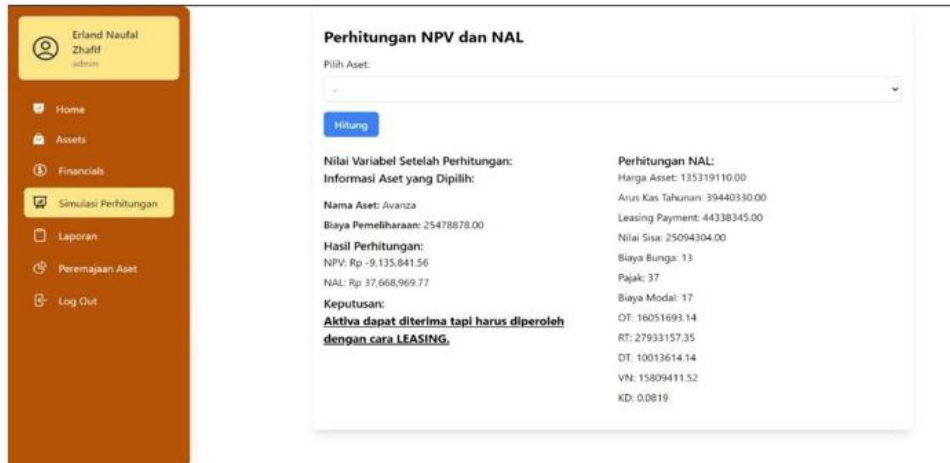 Erland Naufal
Zhafif
admin
Home
Assets
Financials
Simulasi Perhitungan
Laporan
Peremajaan Aset
Log Out
Perhitungan NPV dan NAL
Pilih Aset:
-
Hitung
Nilai Variabel Setelah Perhitungan:
Informasi Aset yang Dipilih:
Nama Aset: Avanza
Biaya Pemeliharaan: 25478878.00
Hasil Perhitungan:
NPV: Rp -9,135,841.56
NAL: Rp 37,668,969.77
Keputusan:
Aktiva dapat diterima tapi harus diperoleh
dengan cara LEASING.
Perhitungan NAL:
Harga Asset: 135319110.00
Arus Kas Tahunan: 39440330.00
Leasing Payment: 44338345.00
Nilai Sisa: 25094304.00
Biaya Bunga: 13
Pajak: 37
Biaya Modal: 17
OT: 16051693.14
RT: 27933157.35
DT: 10013614.14
VN: 15809411.52
KD: 0.0819